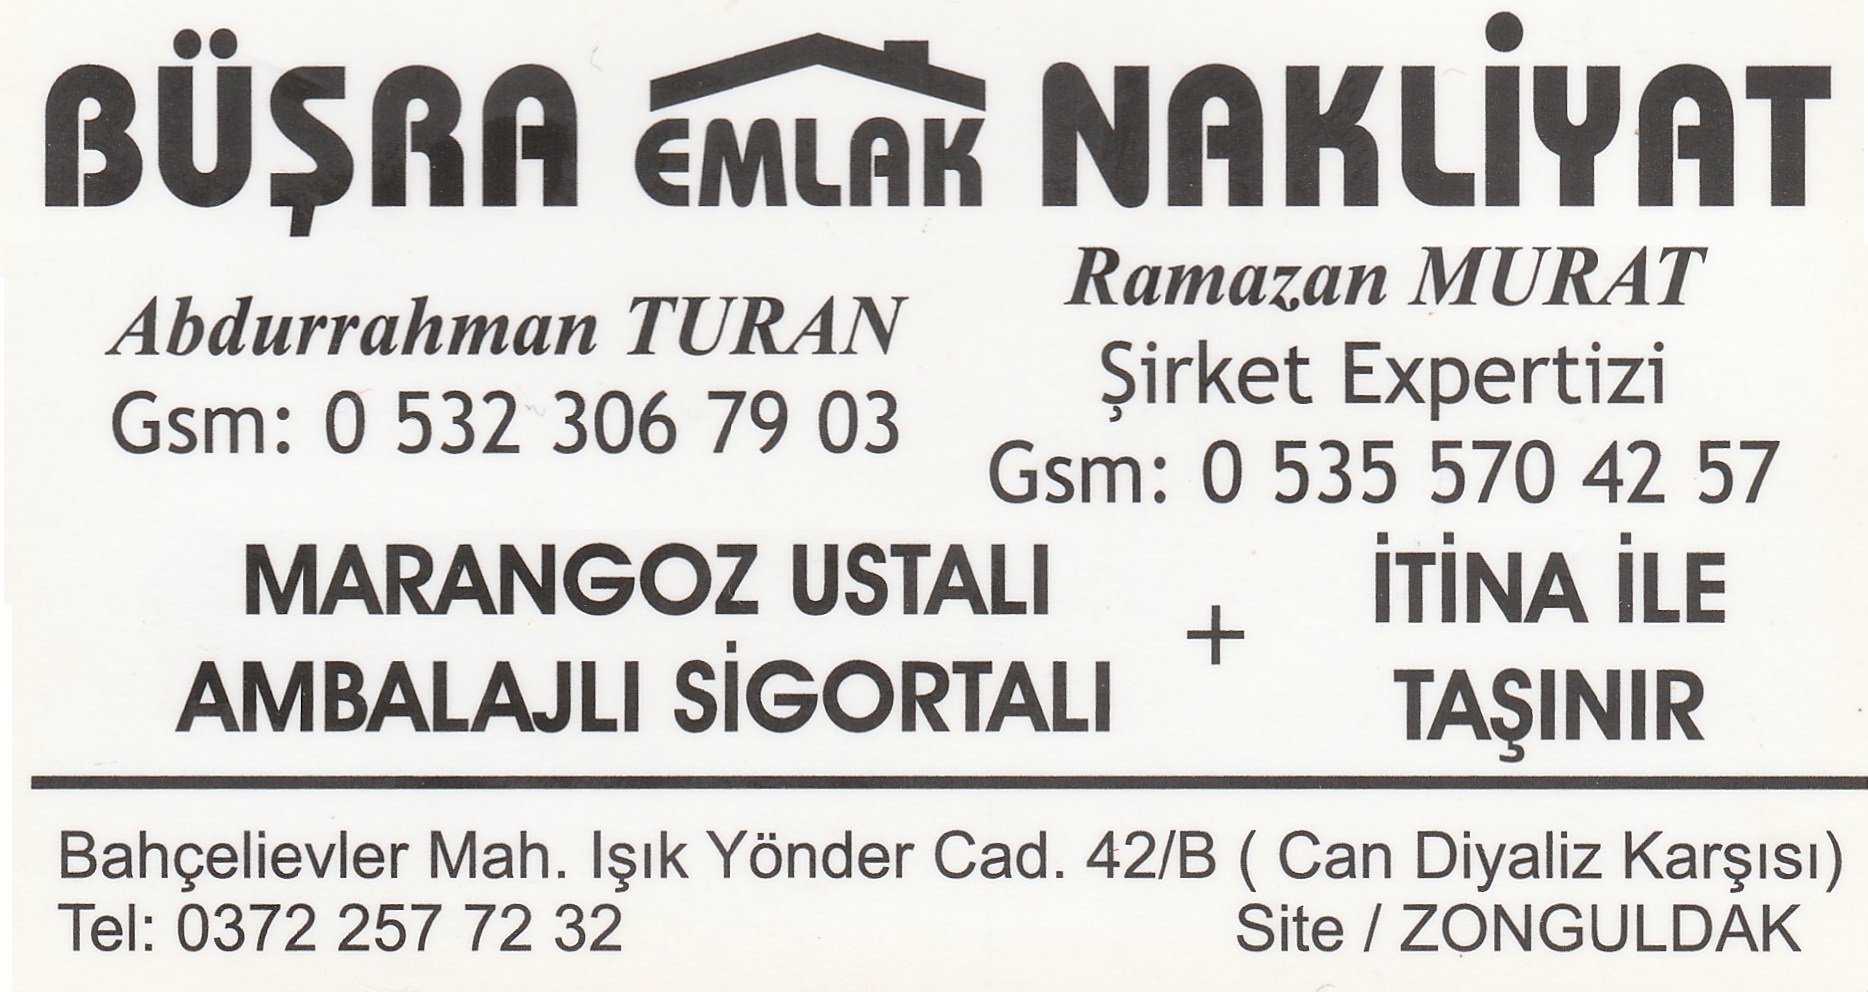 BÜŞRA EMLAK NAKLİYAT
Abdurrahman TURAN
Gsm: 0 532 306 79 03
Ramazan MURAT
Şirket Expertizi
Gsm: 0 535 570 42 57
MARANGOZ USTALI
AMBALAJLI SİGORTALI
+
İTİNA İLE
TAŞINIR
Bahçelievler Mah. Işık Yönder Cad. 42/B ( Can Diyaliz Karşısı)
Tel: 0372 257 72 32 Site / ZONGULDAK